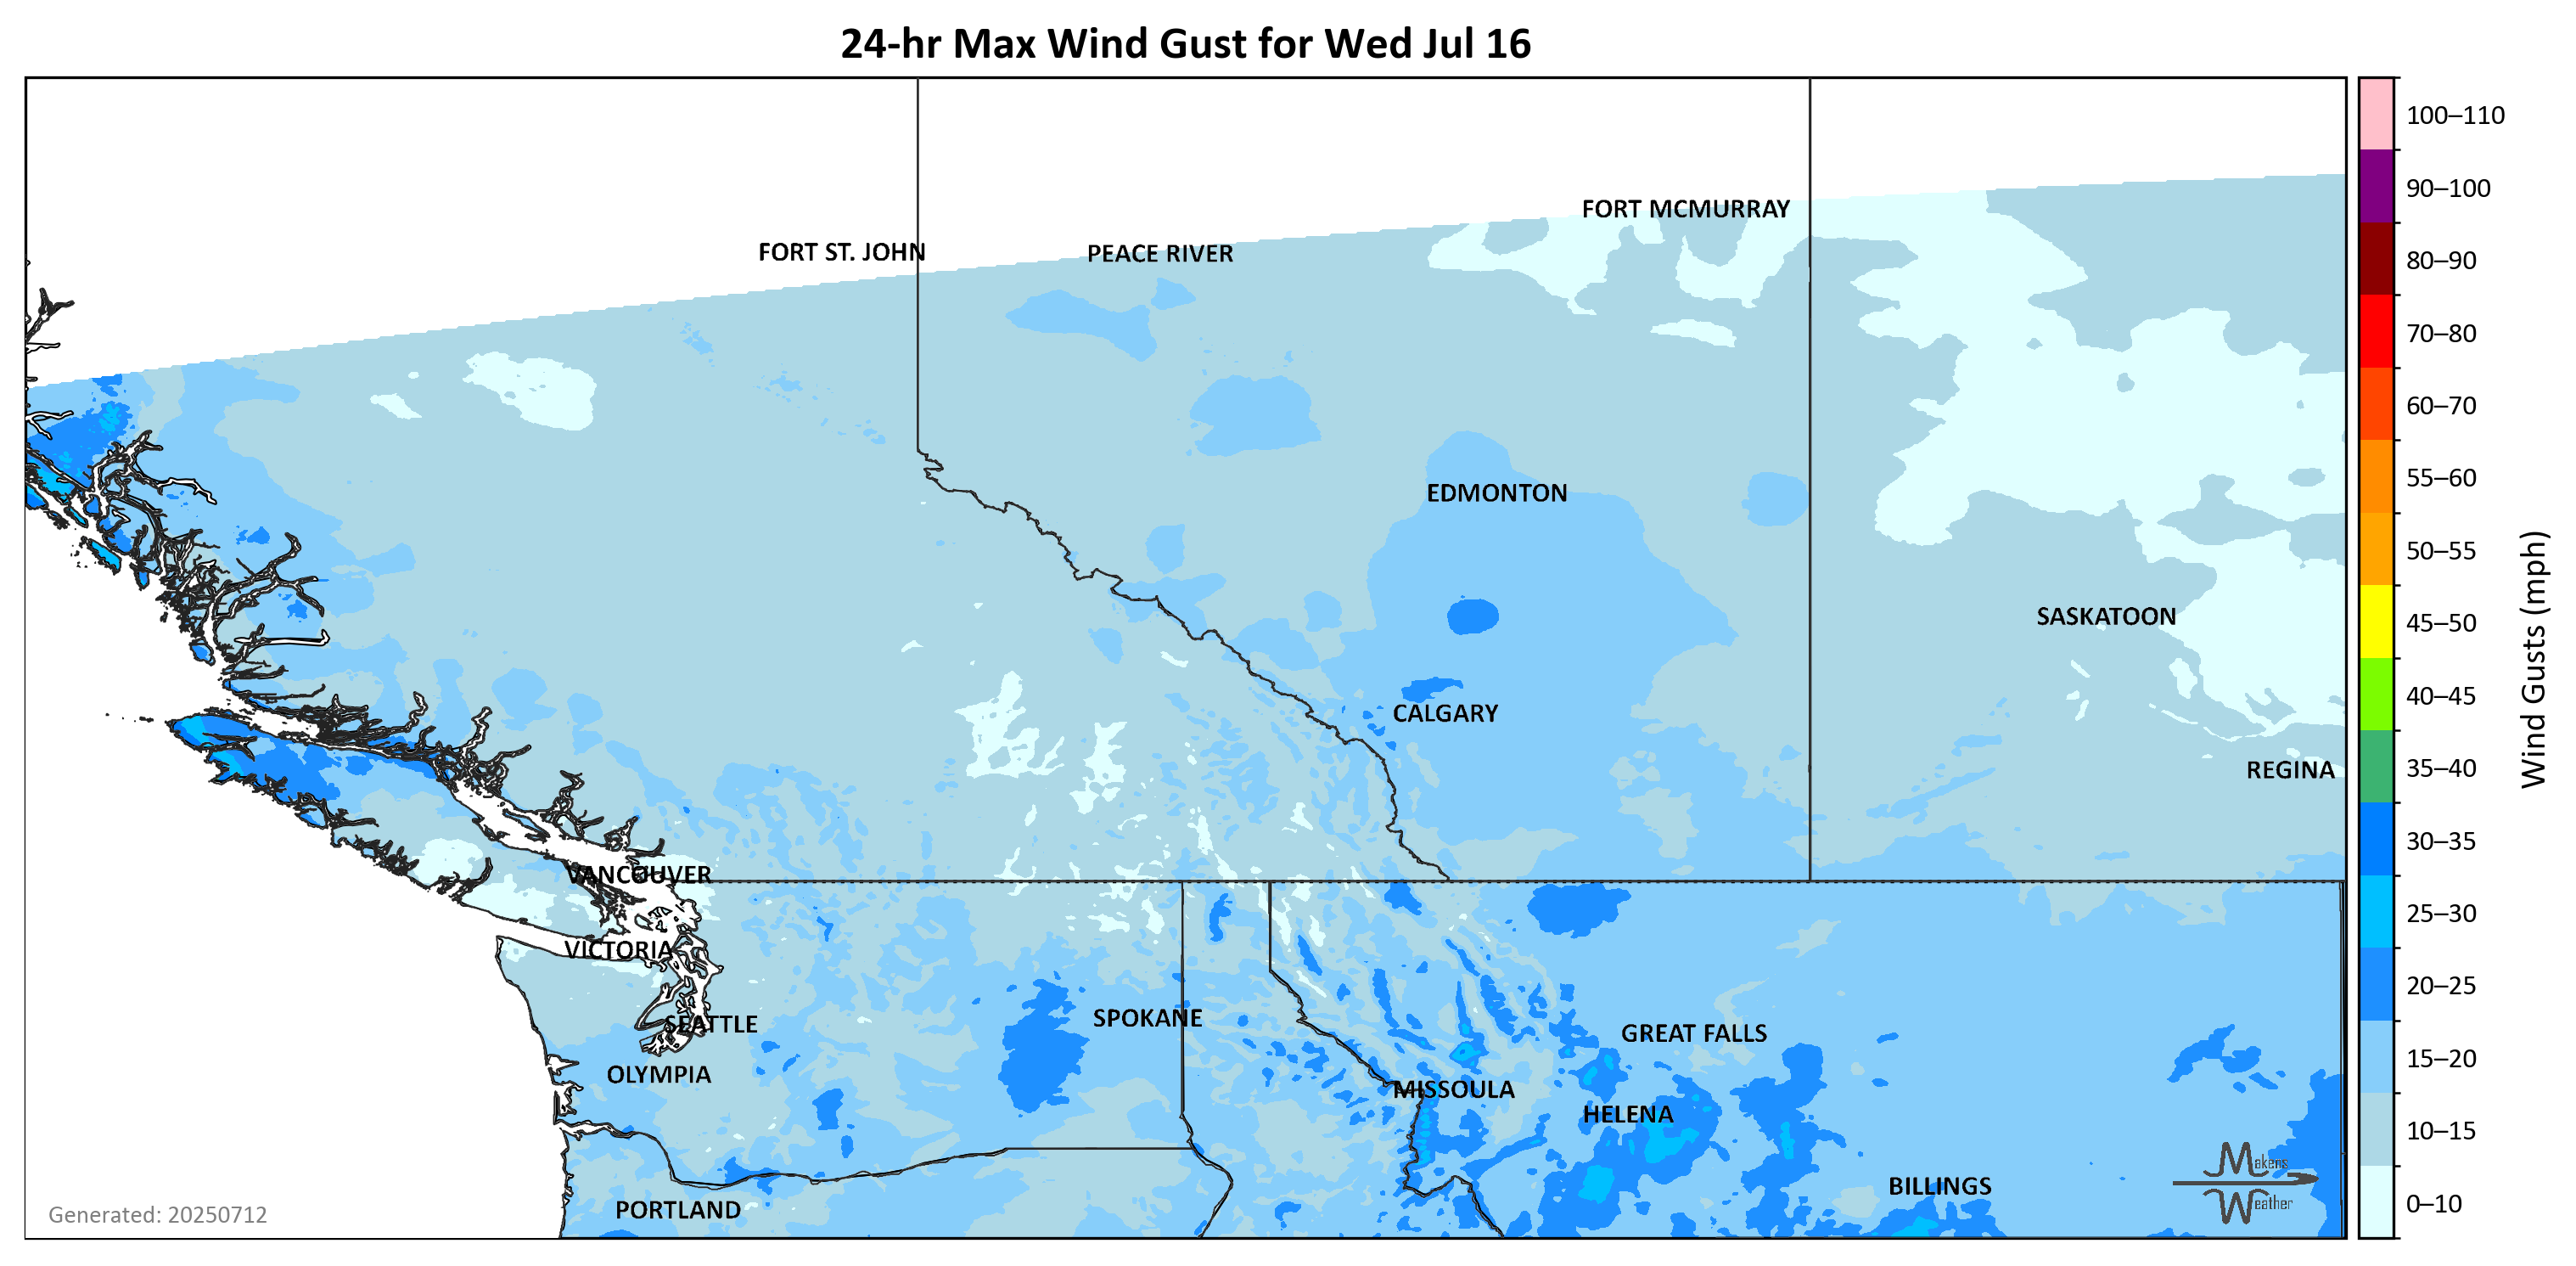 24-hr Max Wind Gust for Wed Jul 16
100–110
90–100
80–90
70–80
60–70
55–60
50–55
45–50
40–45
35–40
30–35
25–30
20–25
15–20
10–15
0–10
Wind Gusts (mph)
FORT MCMURRAY
FORT ST. JOHN
PEACE RIVER
EDMONTON
SASKATOON
CALGARY
REGINA
VANCOUVER
VICTORIA
SEATTLE
SPOKANE
GREAT FALLS
OLYMPIA
MISSOULA
HELENA
BILLINGS
PORTLAND
Makens
Weather
Generated: 20250712